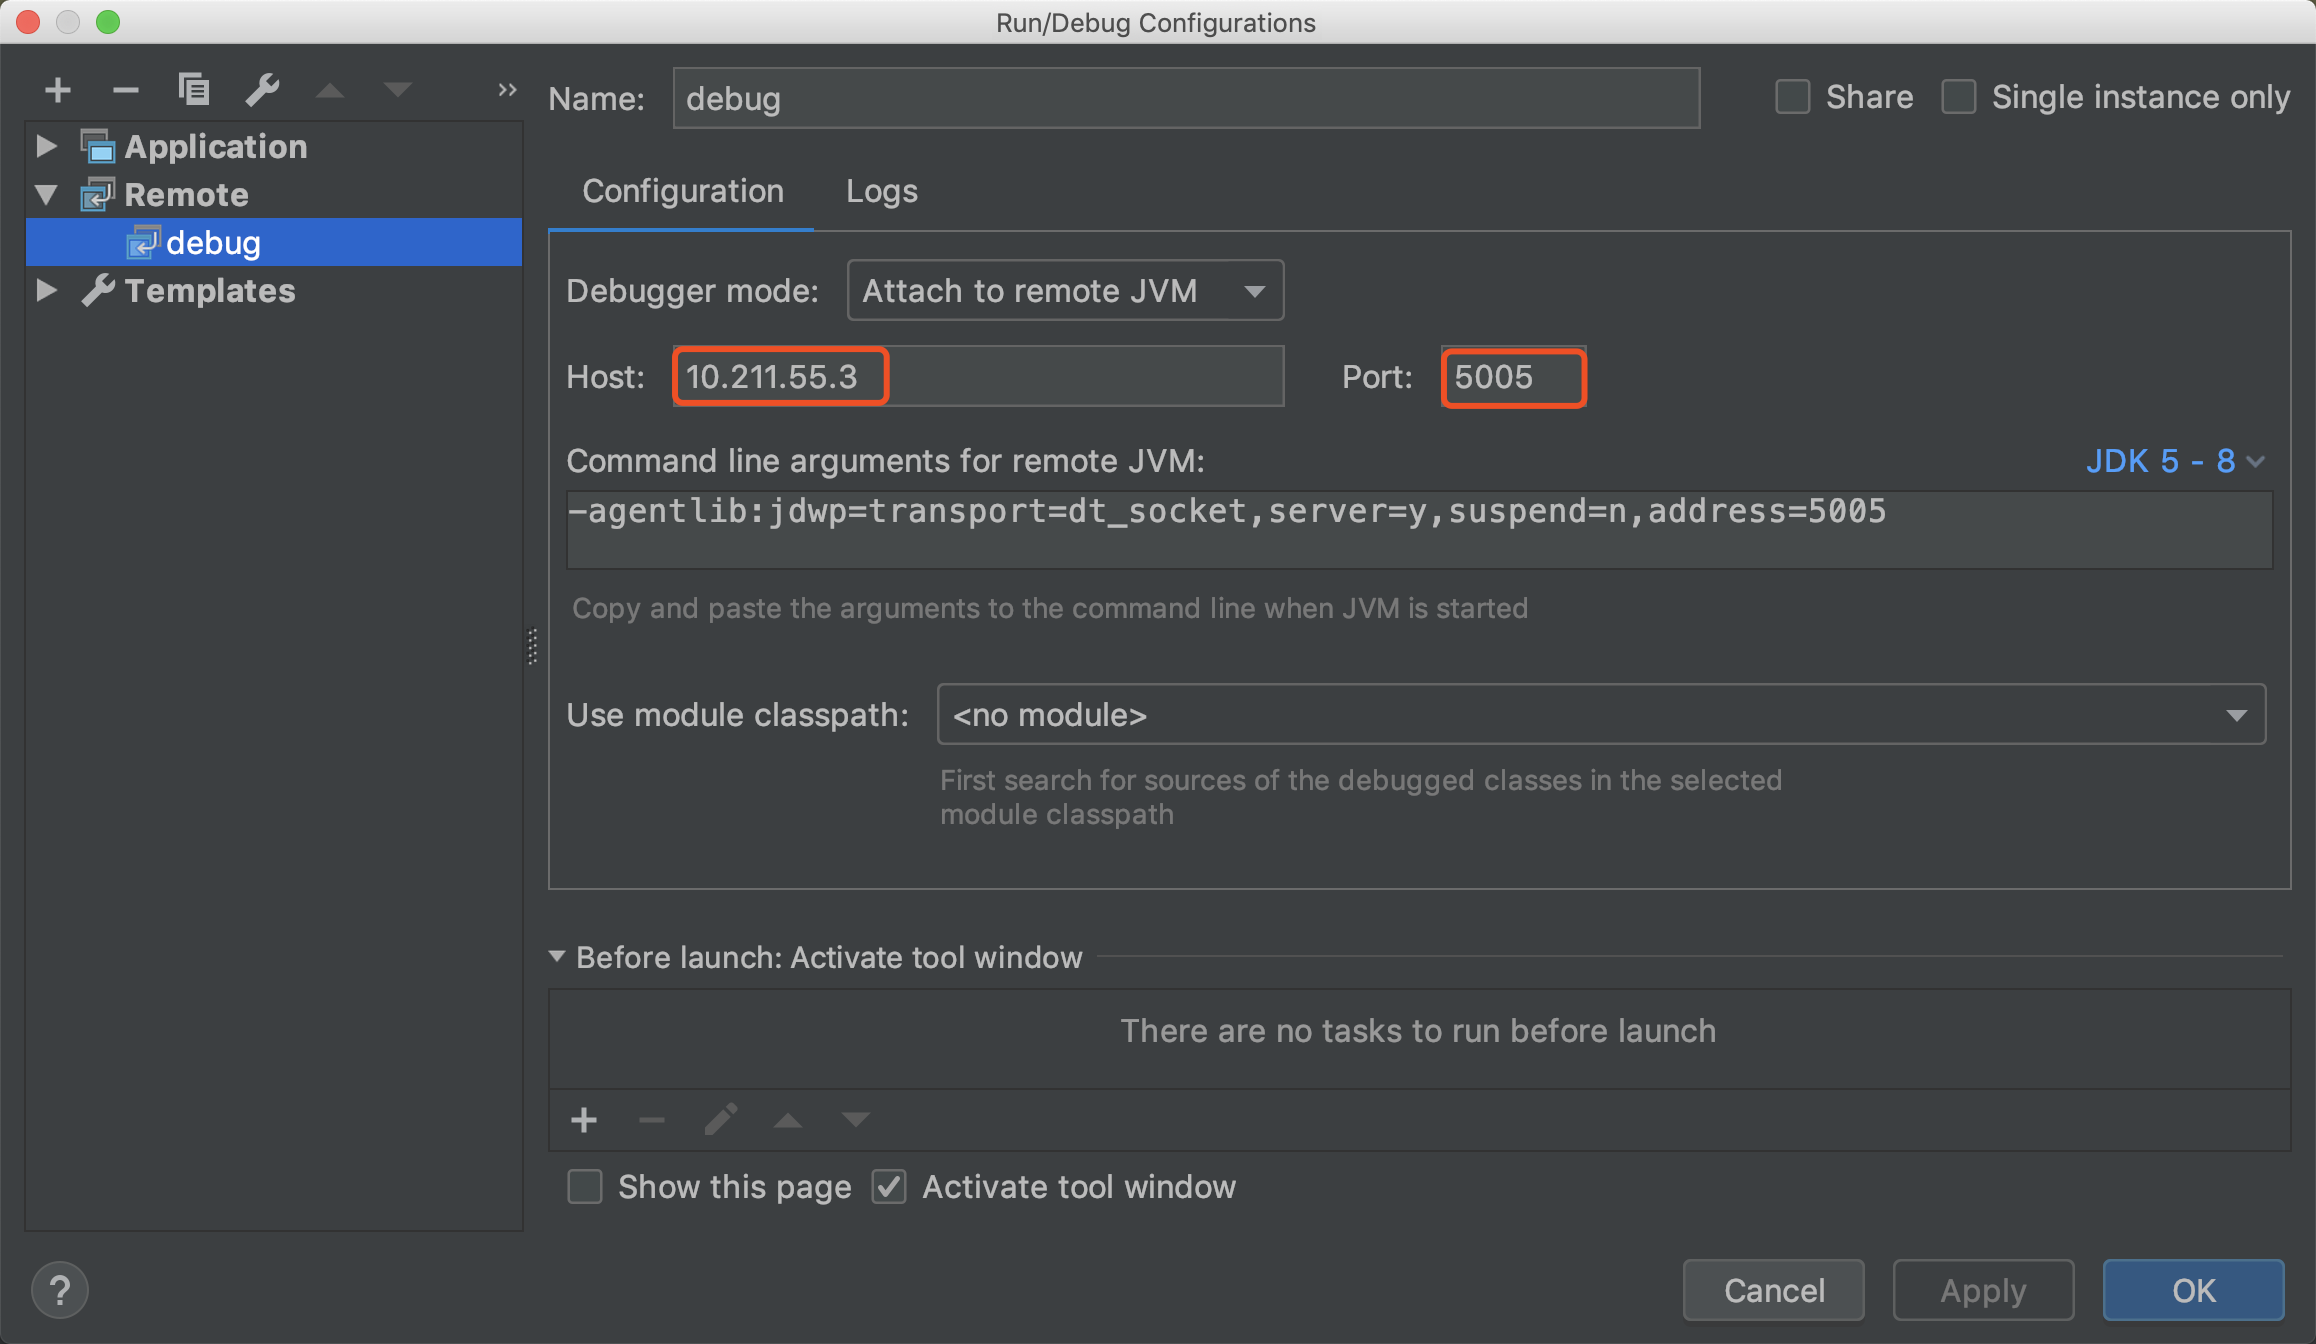 Run/Debug Configurations
Name: debug
Share
Single instance only
Application
Remote
debug
Templates
Configuration
Logs
Debugger mode: Attach to remote JVM
Host: 10.211.55.3
Port: 5005
Command line arguments for remote JVM:
JDK 5 - 8
-agentlib:jdwp=transport=dt_socket,server=y,suspend=n,address=5005
Copy and paste the arguments to the command line when JVM is started
Use module classpath: <no module>
First search for sources of the debugged classes in the selected
module classpath
Before launch: Activate tool window
There are no tasks to run before launch
Show this page
Activate tool window
?
Cancel
Apply
OK